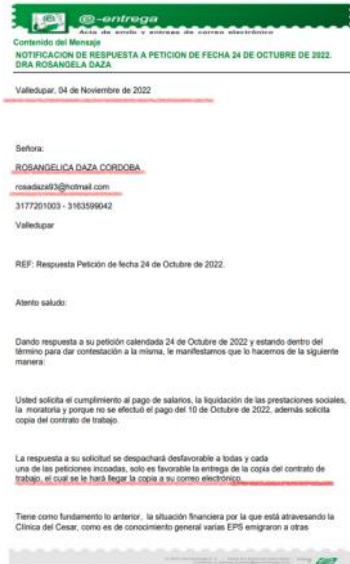 @-entrega
Acta de envío y entrega de correo electrónico
Contenido del Mensaje
NOTIFICACION DE RESPUESTA A PETICION DE FECHA 24 DE OCTUBRE DE 2022.
DRA ROSANGELA DAZA
Valledupar, 04 de Noviembre de 2022
Señora:
ROSANGELICA DAZA CORDOBA
rosadaza93@hotmail.com
3177201003 - 3163599042
Valledupar
REF: Respuesta Petición de fecha 24 de Octubre de 2022.
Atento saludo:
Dando respuesta a su petición calendada 24 de Octubre de 2022 y estando dentro del
término para dar contestación a la misma, le manifestamos que lo hacemos de la siguiente
manera:
Usted solicita el cumplimiento al pago de salarios, la liquidación de las prestaciones sociales,
la moratoria y porque no se efectuó el pago del 10 de Octubre de 2022, además solicita
copia del contrato de trabajo.
La respuesta a su solicitud se despachará desfavorable a todas y cada
una de las peticiones incoadas, solo es favorable la entrega de la copia del contrato de
trabajo, el cual se le hará llegar la copia a su correo electrónico.
Tiene como fundamento lo anterior, la situación financiera por la que está atravesando la
Clínica del Cesar, como es de conocimiento general varias EPS emigraron a otras